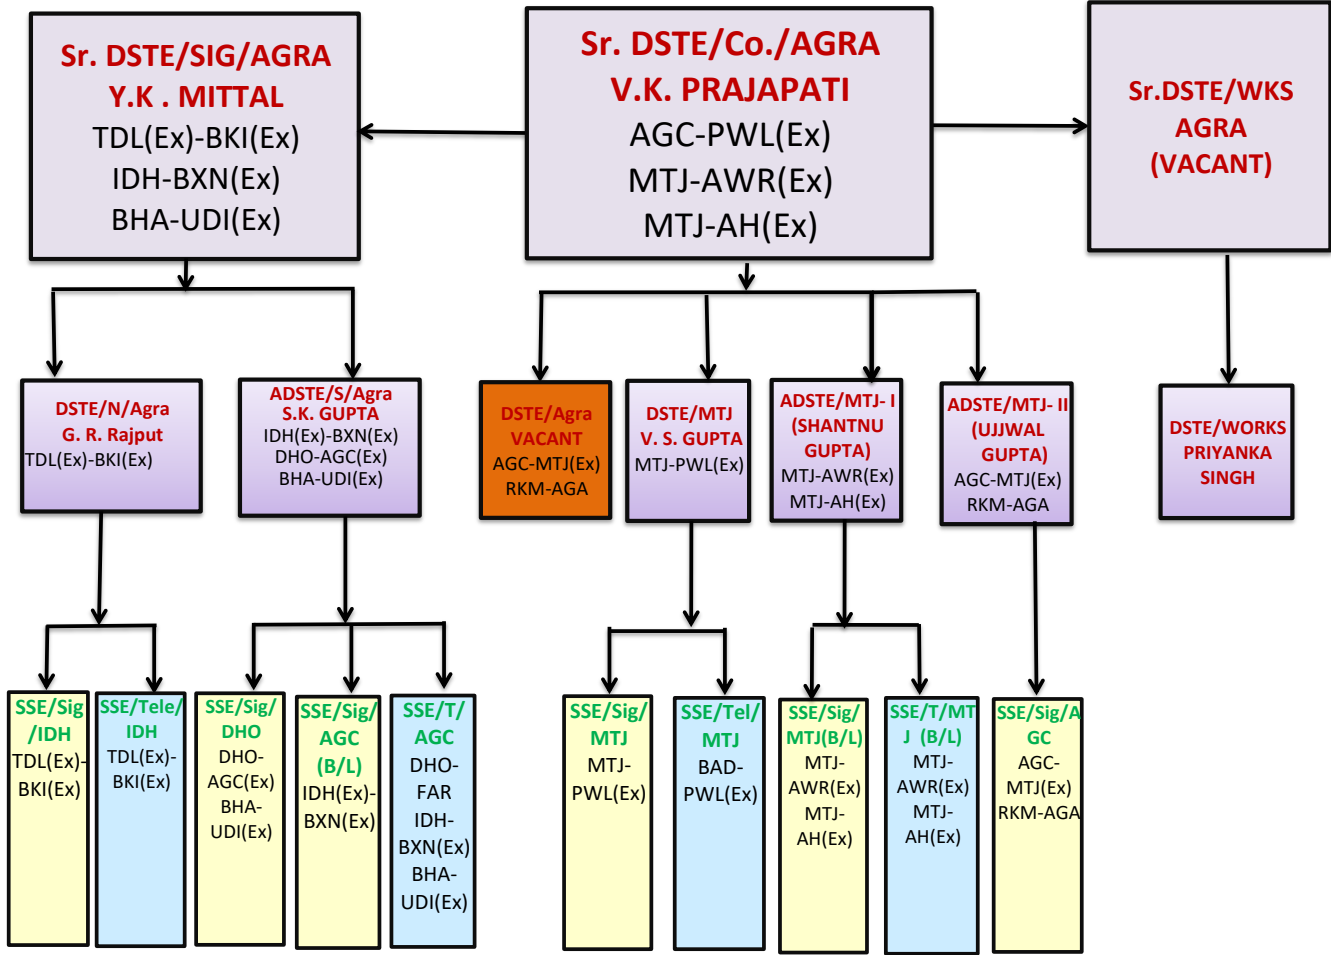 Sr. DSTE/SIG/AGRA
Y.K . MITTAL
TDL(Ex)-BKI(Ex)
IDH-BXN(Ex)
BHA-UDI(Ex)
Sr. DSTE/Co./AGRA
V.K. PRAJAPATI
AGC-PWL(Ex)
MTJ-AWR(Ex)
MTJ-AH(Ex)
Sr.DSTE/WKS
AGRA
(VACANT)
DSTE/N/Agra
G. R. Rajput
TDL(Ex)-BKI(Ex)
ADSTE/S/Agra
S.K. GUPTA
IDH(Ex)-BXN(Ex)
DHO-AGC(Ex)
BHA-UDI(Ex)
DSTE/Agra
VACANT
AGC-MTJ(Ex)
RKM-AGA
DSTE/MTJ
V. S. GUPTA
MTJ-PWL(Ex)
ADSTE/MTJ- I
(SHANTNU
GUPTA)
MTJ-AWR(Ex)
MTJ-AH(Ex)
ADSTE/MTJ- II
(UJJWAL
GUPTA)
AGC-MTJ(Ex)
RKM-AGA
DSTE/WORKS
PRIYANKA
SINGH
SSE/Sig
/IDH
TDL(Ex)-
BKI(Ex)
SSE/Tele/
IDH
TDL(Ex)-
BKI(Ex)
SSE/Sig/
DHO
DHO-
AGC(Ex)
BHA-
UDI(Ex)
SSE/Sig/
AGC
(B/L)
IDH(Ex)-
BXN(Ex)
SSE/T/
AGC
DHO-
FAR
IDH-
BXN(Ex)
BHA-
UDI(Ex)
SSE/Sig/
MTJ
MTJ-
PWL(Ex)
SSE/Tel/
MTJ
BAD-
PWL(Ex)
SSE/Sig/
MTJ(B/L)
MTJ-
AWR(Ex)
MTJ-
AH(Ex)
SSE/T/MT
J (B/L)
MTJ-
AWR(Ex)
MTJ-
AH(Ex)
SSE/Sig/A
GC
AGC-
MTJ(Ex)
RKM-AGA